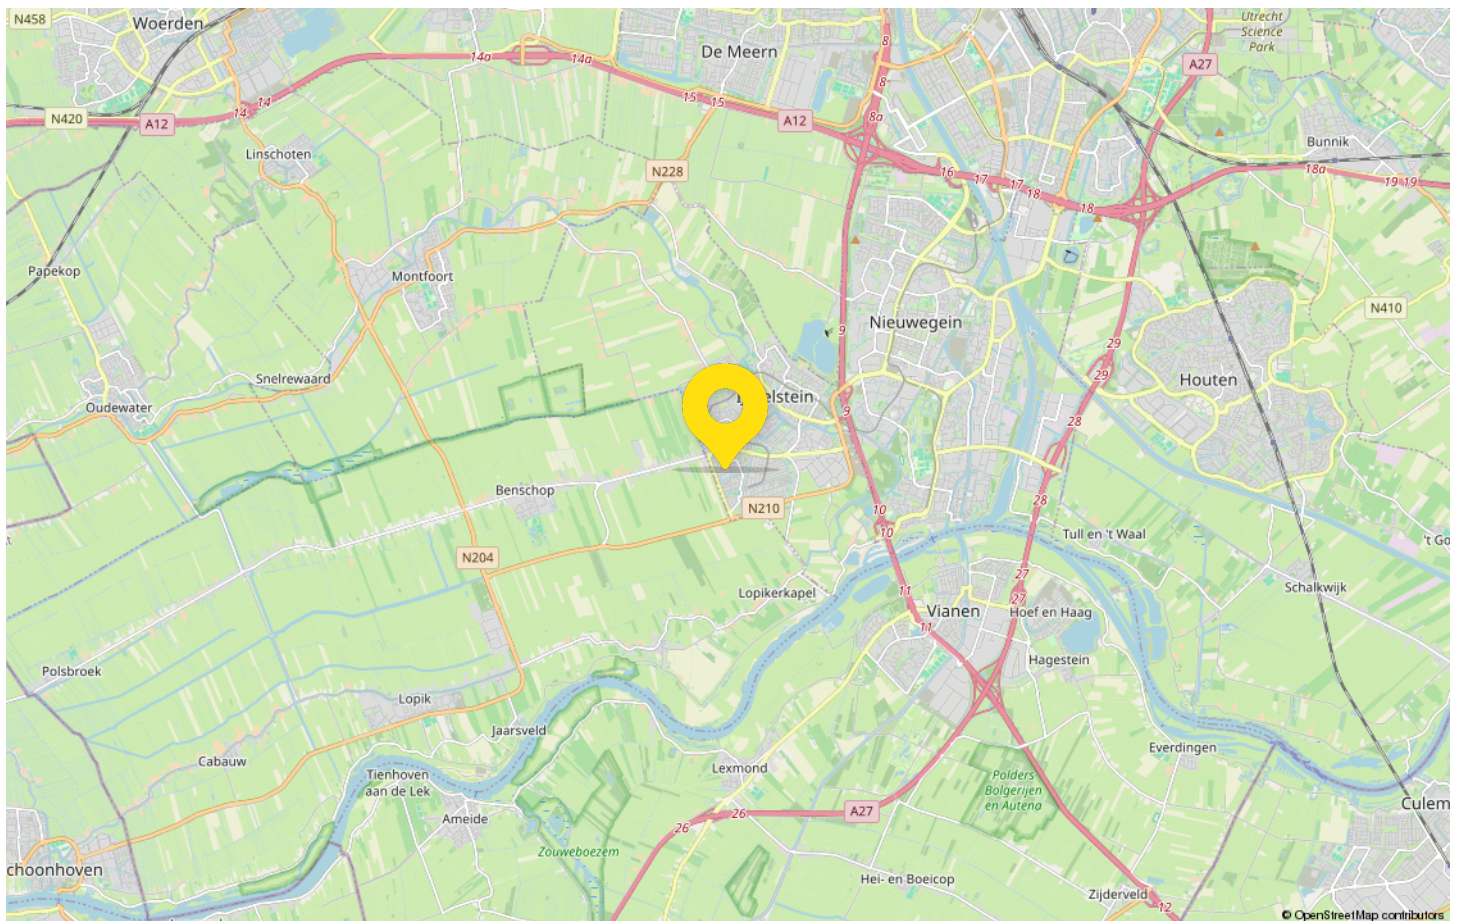 N458
Woerden
Utrecht
Science
Park
De Meern
8
A27
14a
14a
8
15
15
14
14
N420
A12
A12
8a
Bunnik
Linschoten
N228
16
17
17
18
18
18a
19
19
Papekop
Montfoort
N410
9
Nieuwegein
29
29
Snelrewaard
Houten
Oudewater
elstein
9
28
Benschop
28
N210
10
10
Tull en 't Waal
't Go
N204
27
Schalkwijk
Lopikerkapel
11
27
Vianen
Hoef en Haag
11
Hagestein
Polsbroek
Lopik
Jaarsveld
Everdingen
Cabauw
Tienhoven
aan de Lek
Lexmond
Polders
Bolgerijen
en Autena
Culem
Ameide
26
26
A27
Zouweboezem
choonhoven
Hei- en Boeicop
Zijderveld
12
© OpenStreetMap contributors